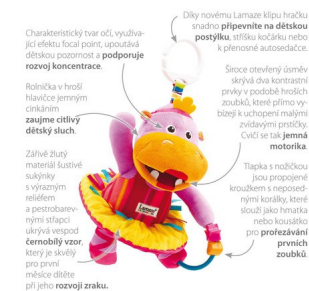 Charakteristický tvar očí, využíva-
jící efektu focal point, upoutává
dětskou pozornost a podporuje
rozvoj koncentrace.
Rolnička v hroší
hlavičce jemným
cinkáním
zaujme citlivý
dětský sluch.
Zářivě žlutý
materiál šustivé
sukýnky
s výrazným
reliéfem
a pestrobarev-
nými střapci
ukrývá vespod
černobílý vzor,
který je skvělý
pro první
měsíce dítěte
při jeho rozvoji zraku.
Díky novému Lamaze klipu hračku
snadno připevníte na dětskou
postýlku, stříšku kočárku nebo
k přenosné autosedačce.
Široce otevřený úsměv
skrývá dva kontrastní
prvky v podobě hroších
zoubků, které přímo vy-
bízejí k uchopení malými
zvídavými prstíčky.
Cvičí se tak jemná
motorika.
Tlapka s nožičkou
jsou propojené
kroužkem s neposed-
nými korálky, které
slouží jako hmatka
nebo kousátko
pro prořezávání
prvních
zoubků.
Lamaze